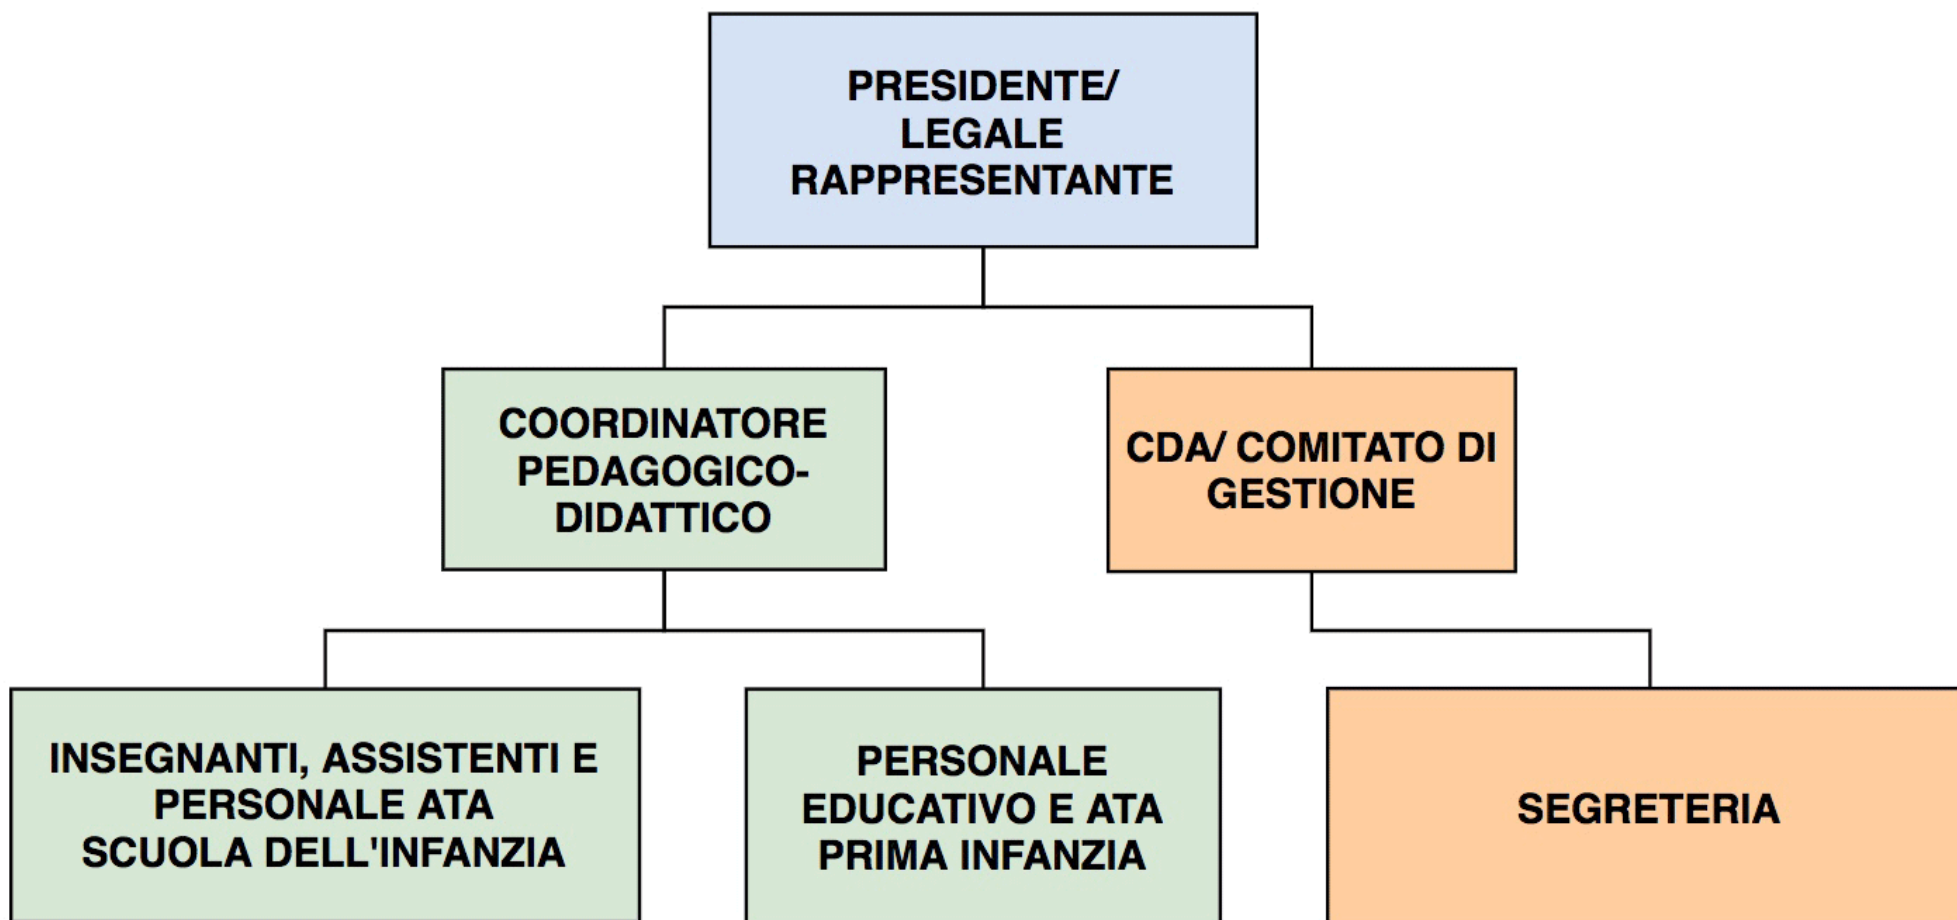 PRESIDENTE/
LEGALE
RAPPRESENTANTE
COORDINATORE
PEDAGOGICO-
DIDATTICO
CDA/ COMITATO DI
GESTIONE
INSEGNANTI, ASSISTENTI E
PERSONALE ATA
SCUOLA DELL'INFANZIA
PERSONALE
EDUCATIVO E ATA
PRIMA INFANZIA
SEGRETERIA